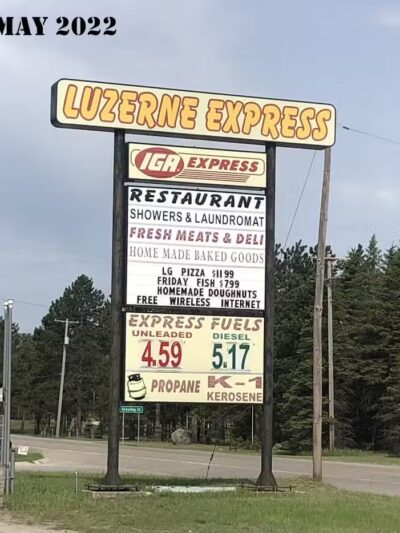 MAY 2022
LUZERNE EXPRESS
IGA EXPRESS
RESTAURANT
SHOWERS & LAUNDROMAT
FRESH MEATS & DELI
HOME MADE BAKED GOODS
LG PIZZA $11 99
FRIDAY FISH $799
HOMEMADE DOUGHNUTS
FREE WIRELESS INTERNET
EXPRESS FUELS
UNLEADED DIESEL
4.59 5.17
PROPANE K-1
KEROSENE